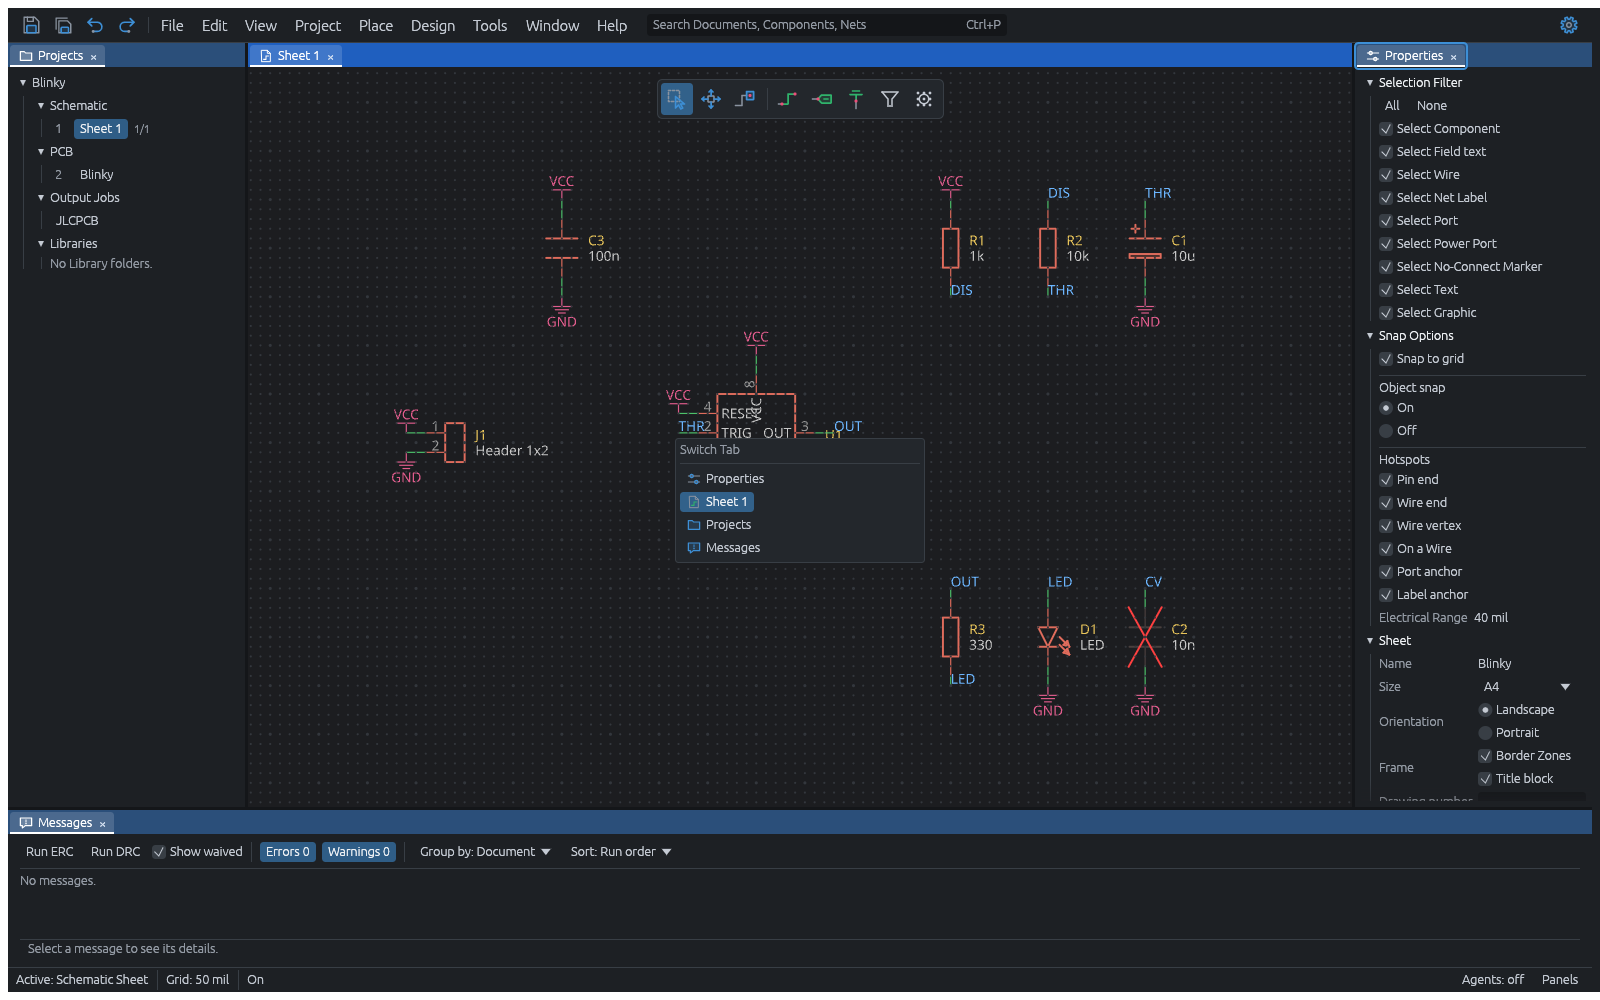 File Edit View Project Place Design Tools Window Help Search Documents, Components, Nets Ctrl+P
Projects ×
Sheet 1 ×
Properties ×
Blinky
Schematic
1 Sheet 1 1/1
PCB
2 Blinky
Output Jobs
JLCPCB
Libraries
No Library folders.
VCC
C3
100n
GND
VCC
R1
1k
DIS
DIS
R2
10k
THR
THR
C1
10u
GND
VCC
8
VCC
VCC
4
RESET
THR 2
TRIG OUT
3
OUT
U1
VCC
1
2
J1
Header 1x2
GND
Switch Tab
Properties
Sheet 1
Projects
Messages
OUT
R3
330
LED
LED
D1
LED
GND
CV
C2
10n
GND
Selection Filter
All None
Select Component
Select Field text
Select Wire
Select Net Label
Select Port
Select Power Port
Select No-Connect Marker
Select Text
Select Graphic
Snap Options
Snap to grid
Object snap
On
Off
Hotspots
Pin end
Wire end
Wire vertex
On a Wire
Port anchor
Label anchor
Electrical Range 40 mil
Sheet
Name Blinky
Size A4
Orientation
Landscape
Portrait
Frame
Border Zones
Title block
Drawing number
Messages ×
Run ERC Run DRC Show waived Errors 0 Warnings 0 Group by: Document Sort: Run order
No messages.
Select a message to see its details.
Active: Schematic Sheet Grid: 50 mil On Agents: off Panels